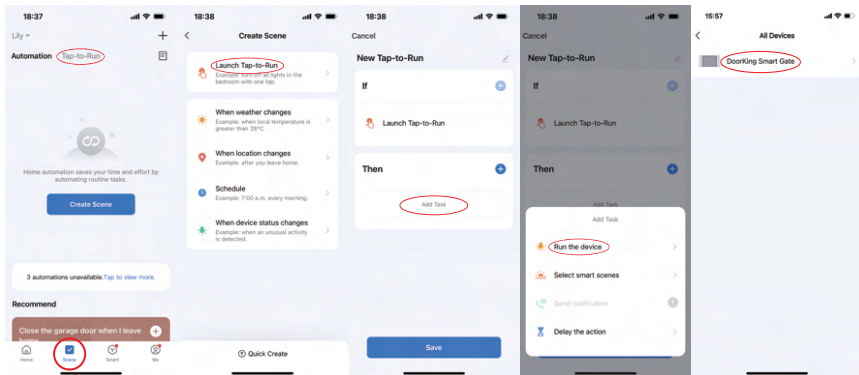 18:37
Lily
Automation Tap-to-Run
Home automation saves your time and effort by
automating routine tasks.
Create Scene
3 automations unavailable.Tap to view more.
Recommend
Close the garage door when I leave
home
Home Scene Smart Me
18:38
Create Scene
Launch Tap-to-Run
Example: turn off all lights in the
bedroom with one tap.
When weather changes
Example: when local temperature is
greater than 28°C.
When location changes
Example: after you leave home.
Schedule
Example: 7:00 a.m. every morning.
When device status changes
Example: when an unusual activity
is detected.
Quick Create
18:38
Cancel
New Tap-to-Run
If
Launch Tap-to-Run
Then
Add Task
Save
18:38
Cancel
New Tap-to-Run
If
Launch Tap-to-Run
Then
Add Task
Add Task
Run the device
Select smart scenes
Send notification
Delay the action
15:57
All Devices
DoorKing Smart Gate